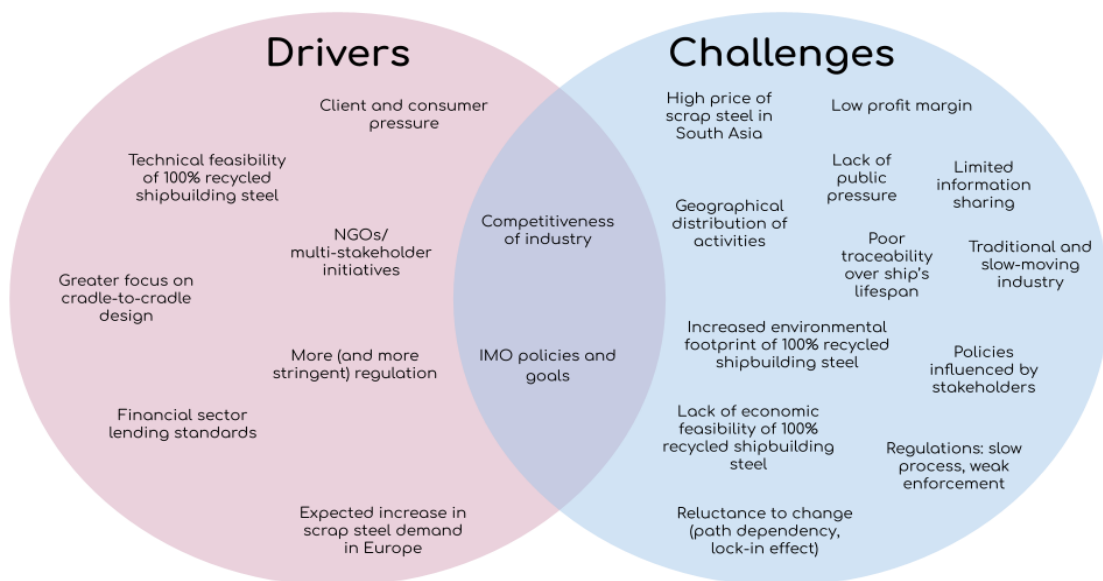 Drivers
Client and consumer
pressure
Technical feasibility
of 100% recycled
shipbuilding steel
NGOs/
multi-stakeholder
initiatives
Greater focus on
cradle-to-cradle
design
More (and more
stringent) regulation
Financial sector
lending standards
Expected increase in
scrap steel demand
in Europe
Competitiveness
of industry
IMO policies and
goals
Challenges
High price of
scrap steel in
South Asia
Low profit margin
Lack of
public
pressure
Limited
information
sharing
Geographical
distribution of
activities
Poor
traceability
over ship's
lifespan
Traditional and
slow-moving
industry
Increased environmental
footprint of 100% recycled
shipbuilding steel
Policies
influenced by
stakeholders
Lack of economic
feasibility of 100%
recycled shipbuilding
steel
Regulations: slow
process, weak
enforcement
Reluctance to change
(path dependency,
lock-in effect)